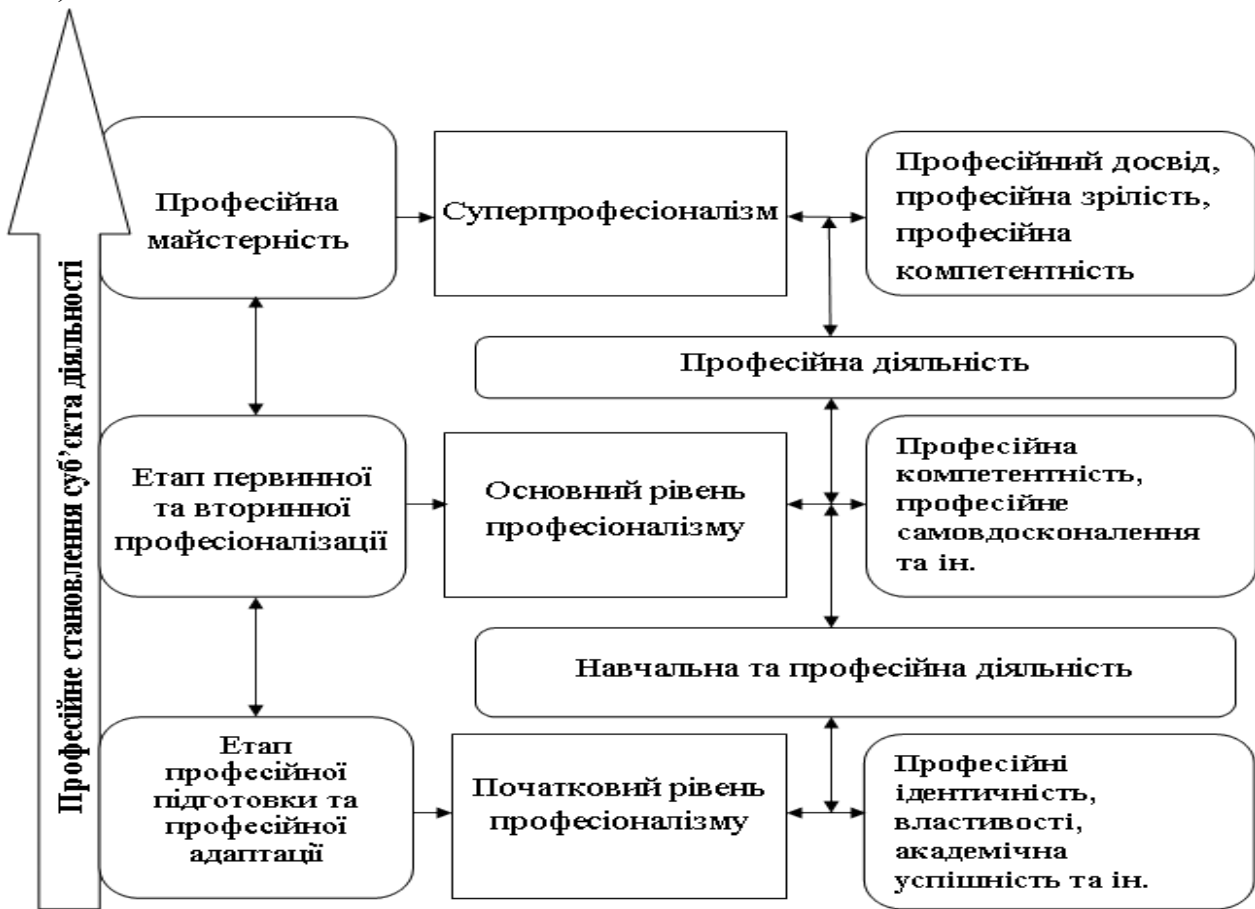 Професійне становлення суб’єкта діяльності
Професійна
майстерність
Суперпрофесіоналізм
Професійний досвід,
професійна зрілість,
професійна
компетентність
Професійна діяльність
Етап первинної
та вторинної
професіоналізації
Основний рівень
професіоналізму
Професійна
компетентність,
професійне
самовдосконалення
та ін.
Навчальна та професійна діяльність
Етап
професійної
підготовки та
професійної
адаптації
Початковий рівень
професіоналізму
Професійні
ідентичність,
властивості,
академічна
успішність та ін.